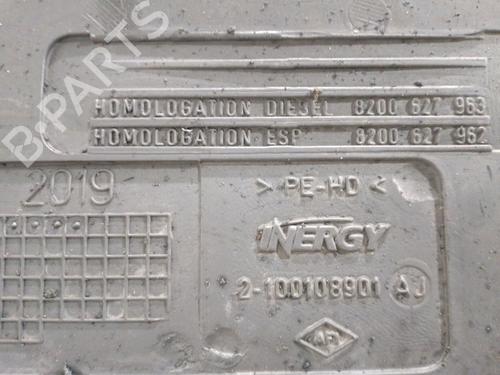 B-PARTS
HOMOLOGATION DIESEL 8200 627 963
HOMOLOGATION ESP 8200 627 962
2019
> PE-HD <
INERGY
2-100108901 AJ